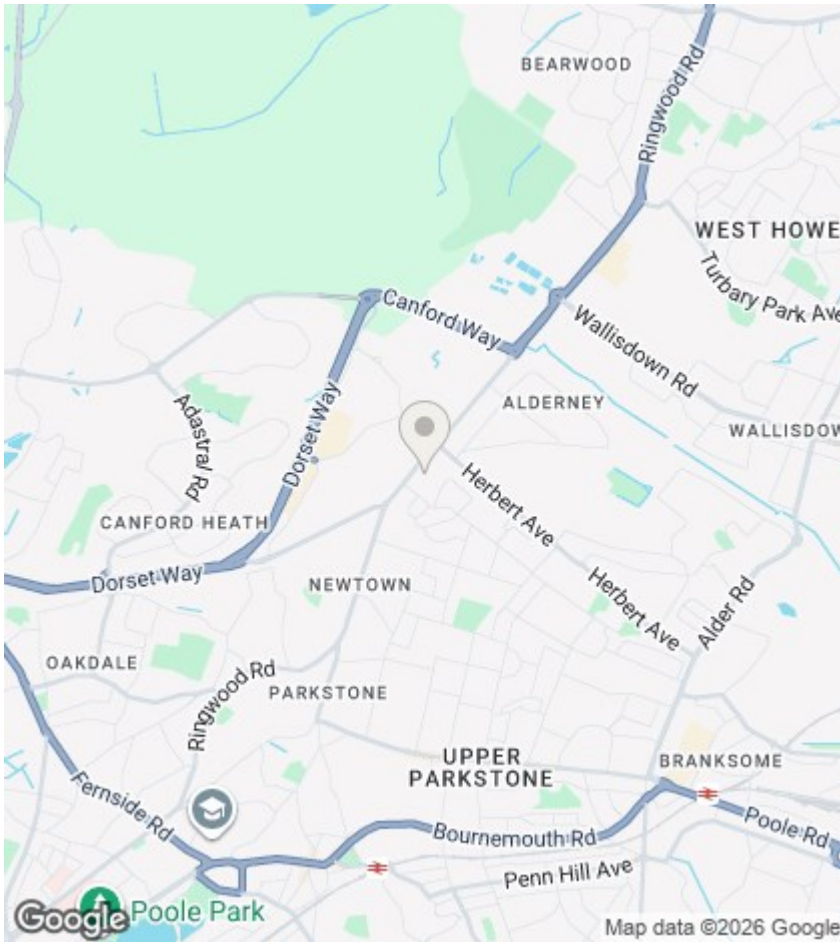 BEARWOOD
Ringwood Rd
WEST HOWE
Turbary Park Ave
Canford Way
Wallisdown Rd
Adastral Rd
Dorset Way
ALDERNEY
WALLISDOW
Herbert Ave
CANFORD HEATH
Dorset Way
NEWTOWN
Herbert Ave
Alder Rd
OAKDALE
Ringwood Rd
PARKSTONE
UPPER
PARKSTONE
BRANKSOME
Fernside Rd
Bournemouth Rd
Poole Rd
Penn Hill Ave
Poole Park
Google
Map data ©2026 Google